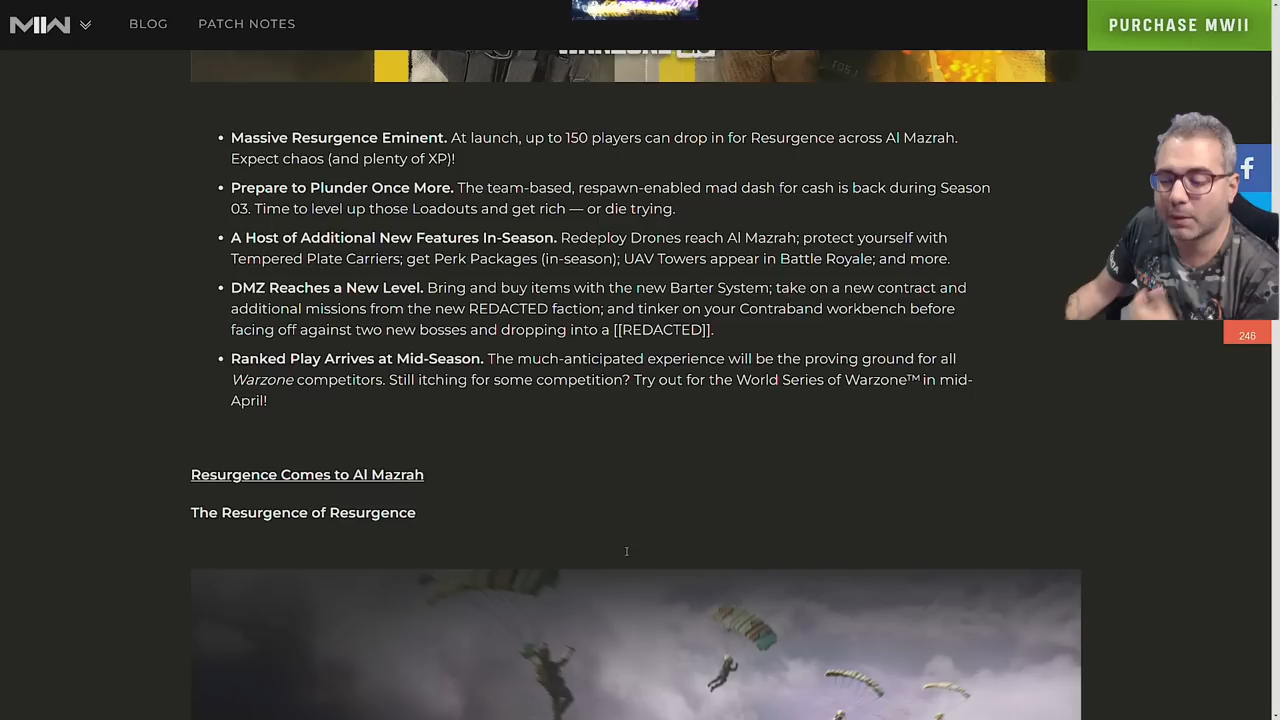 MW BLOG PATCH NOTES PURCHASE MWII
Massive Resurgence Eminent. At launch, up to 150 players can drop in for Resurgence across Al Mazrah.
Expect chaos (and plenty of XP)!
Prepare to Plunder Once More. The team-based, respawn-enabled mad dash for cash is back during Season
03. Time to level up those Loadouts and get rich — or die trying.
A Host of Additional New Features In-Season. Redeploy Drones reach Al Mazrah; protect yourself with
Tempered Plate Carriers; get Perk Packages (in-season); UAV Towers appear in Battle Royale; and more.
DMZ Reaches a New Level. Bring and buy items with the new Barter System; take on a new contract and
additional missions from the new REDACTED faction; and tinker on your Contraband workbench before
facing off against two new bosses and dropping into a [[REDACTED]].
246
Ranked Play Arrives at Mid-Season. The much-anticipated experience will be the proving ground for all
Warzone competitors. Still itching for some competition? Try out for the World Series of Warzone™ in mid-
April!
Resurgence Comes to Al Mazrah
The Resurgence of Resurgence